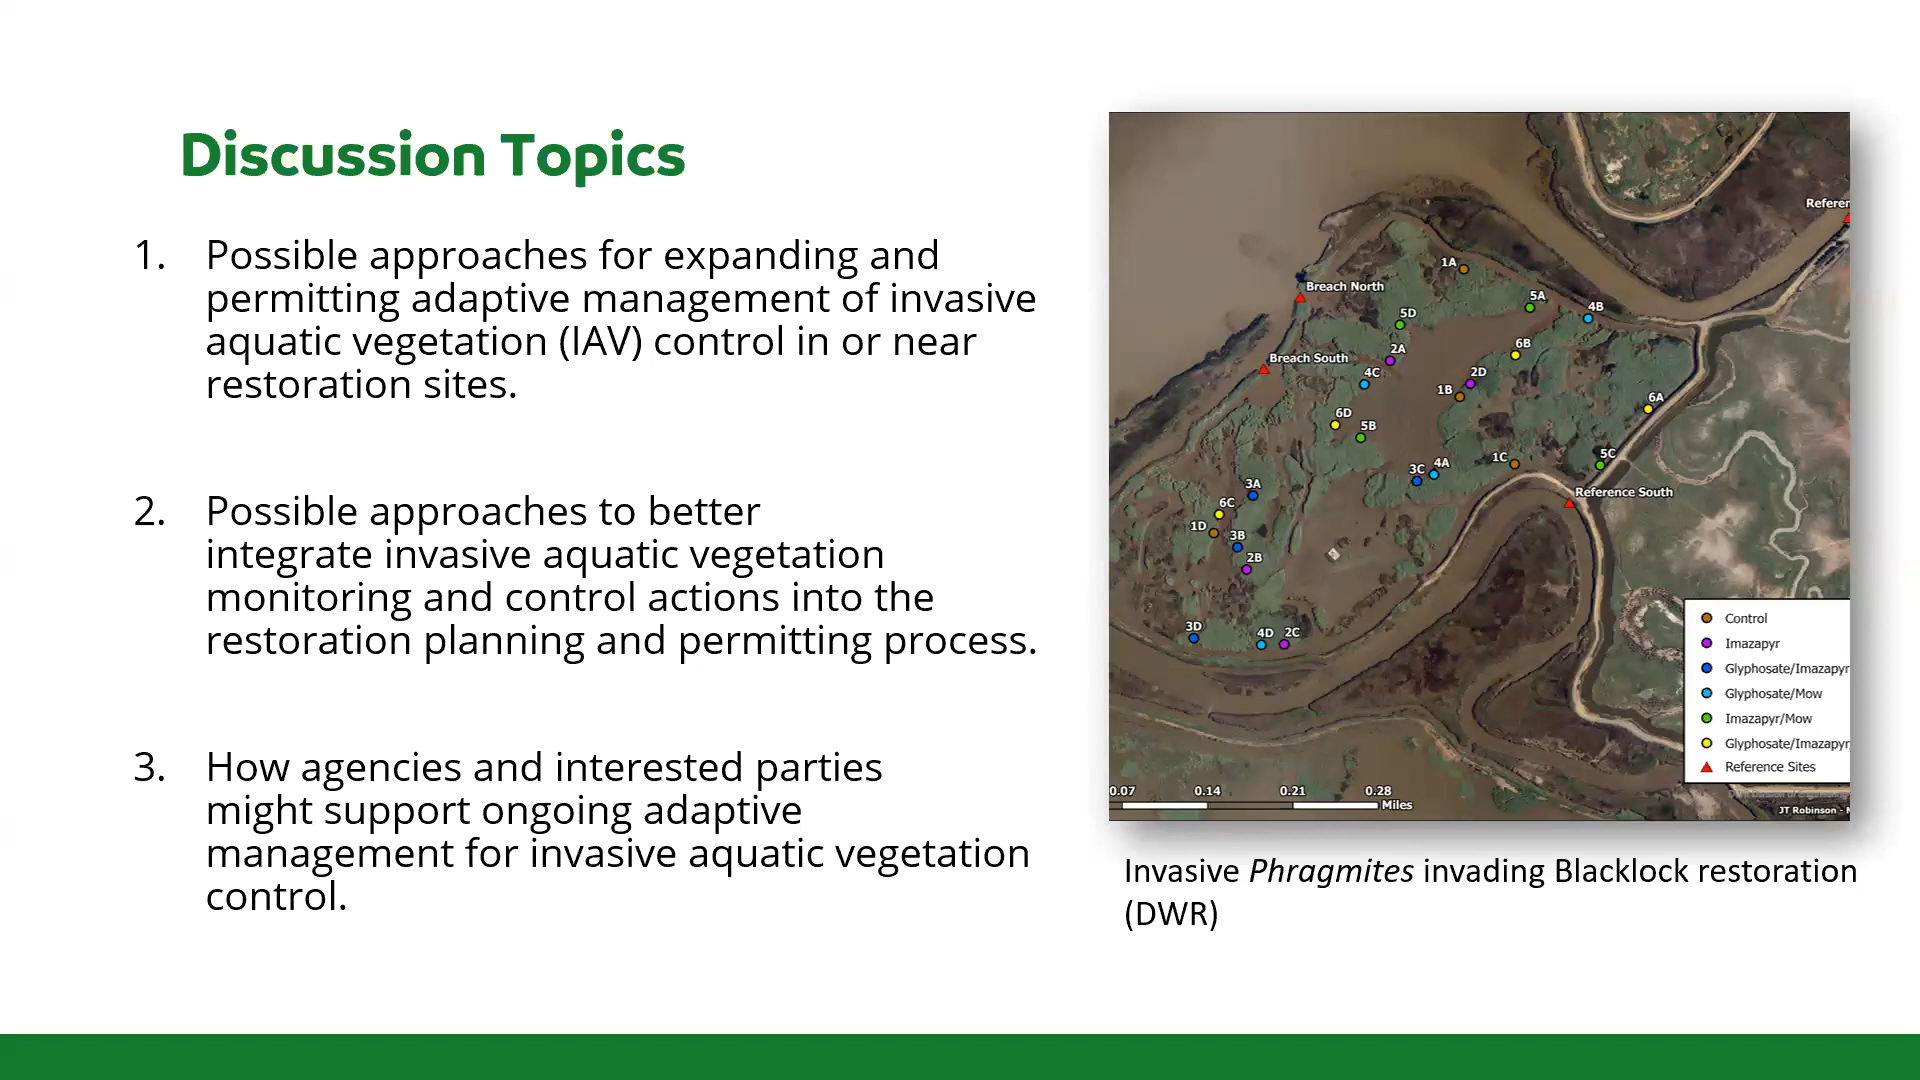 Discussion Topics
1. Possible approaches for expanding and
permitting adaptive management of invasive
aquatic vegetation (IAV) control in or near
restoration sites.
2. Possible approaches to better
integrate invasive aquatic vegetation
monitoring and control actions into the
restoration planning and permitting process.
3. How agencies and interested parties
might support ongoing adaptive
management for invasive aquatic vegetation
control.
Refer
1A
Breach North
5A
4B
5D
6B
2A
Breach South
4C
2D
1B
6A
6D
5B
1C
5C
3C
4A
3A
Reference South
6C
1D
3B
2B
3D
4D
2C
Control
Imazapyr
Glyphosate/Imazapyr
Glyphosate/Mow
Imazapyr/Mow
Glyphosate/Imazapyr
Reference Sites
0.07 0.14 0.21 0.28
Miles
JT Robinson -
Invasive Phragmites invading Blacklock restoration
(DWR)